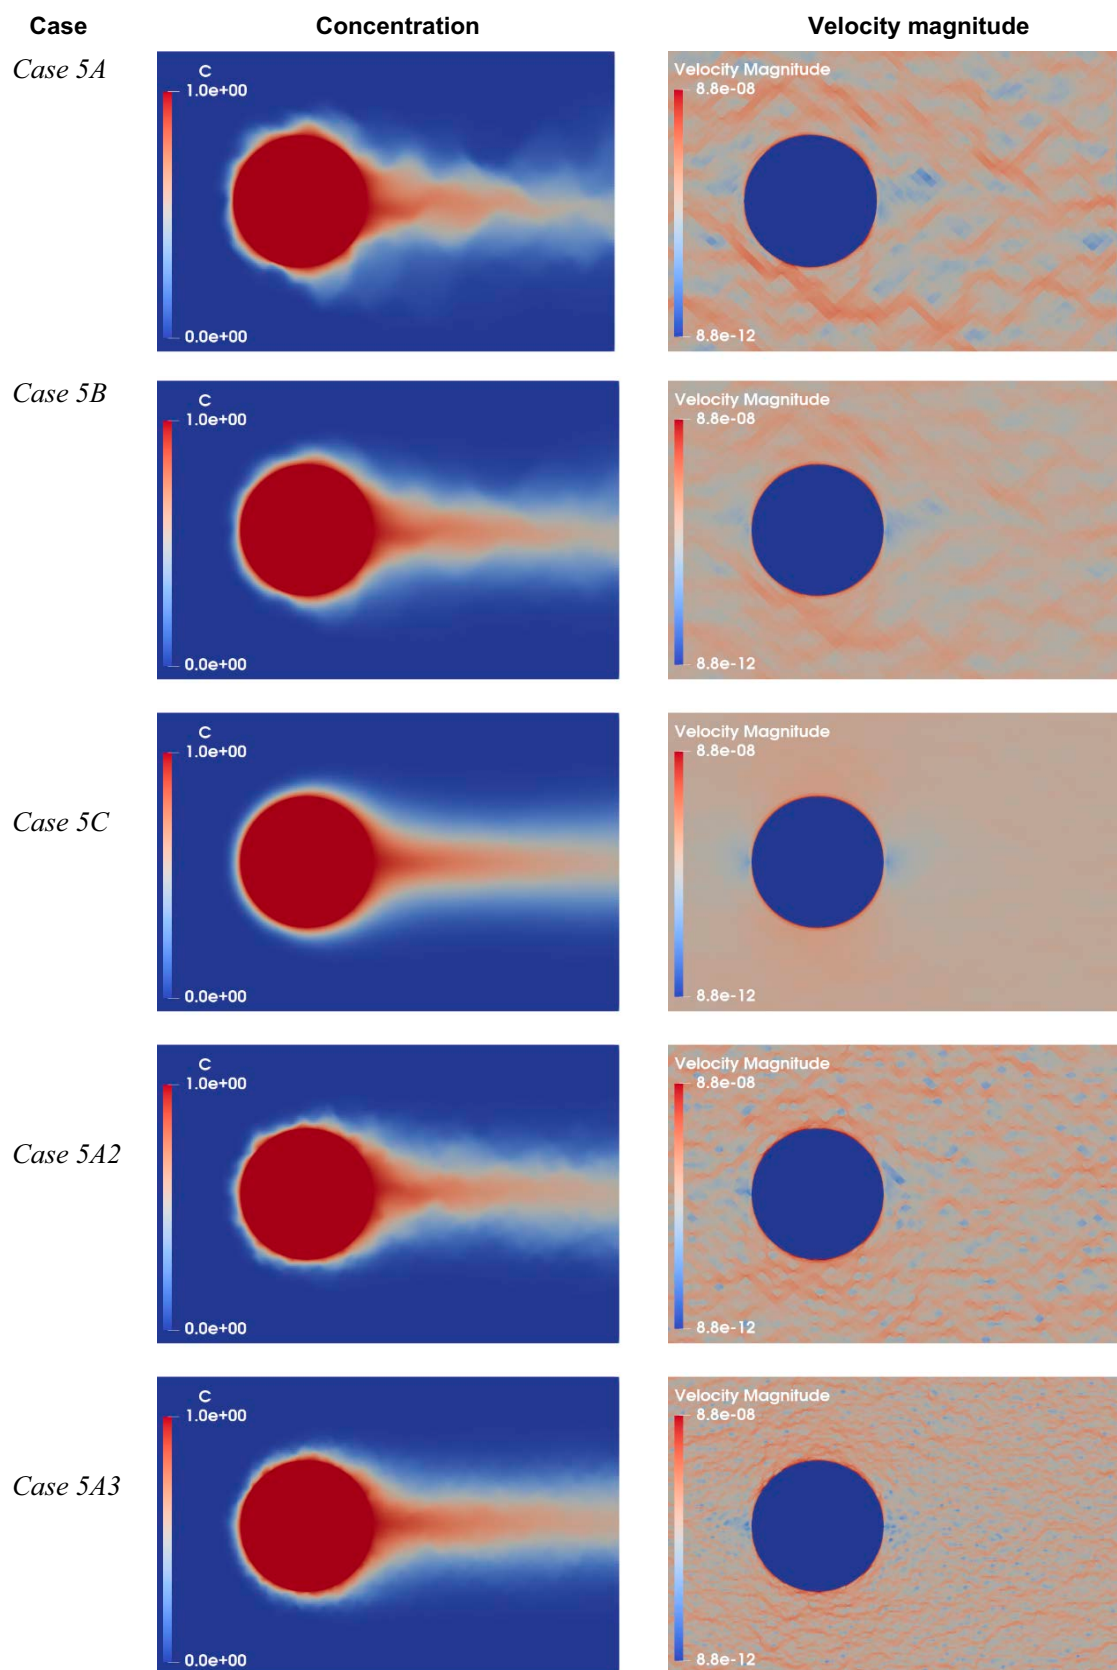 Case Concentration Velocity magnitude
Case 5A
C
1.0e+00
0.0e+00
Velocity Magnitude
8.8e-08
8.8e-12
Case 5B
C
1.0e+00
0.0e+00
Velocity Magnitude
8.8e-08
8.8e-12
Case 5C
C
1.0e+00
0.0e+00
Velocity Magnitude
8.8e-08
8.8e-12
Case 5A2
C
1.0e+00
0.0e+00
Velocity Magnitude
8.8e-08
8.8e-12
Case 5A3
C
1.0e+00
0.0e+00
Velocity Magnitude
8.8e-08
8.8e-12